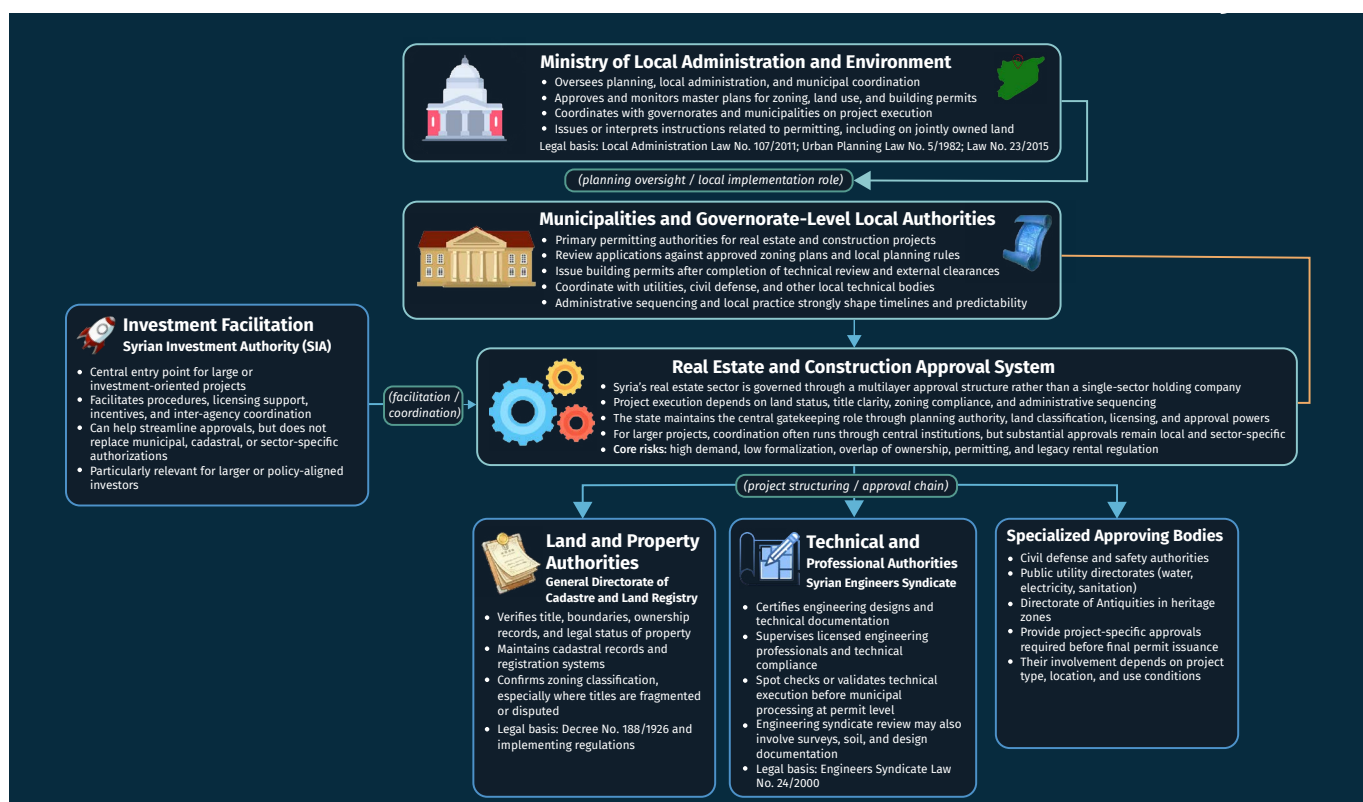 Ministry of Local Administration and Environment
• Oversees planning, local administration, and municipal coordination
• Approves and monitors master plans for zoning, land use, and building permits
• Coordinates with governorates and municipalities on project execution
• Issues or interprets instructions related to permitting, including on jointly owned land
Legal basis: Local Administration Law No. 107/2011; Urban Planning Law No. 5/1982; Law No. 23/2015
(planning oversight / local implementation role)
Municipalities and Governorate-Level Local Authorities
• Primary permitting authorities for real estate and construction projects
• Review applications against approved zoning plans and local planning rules
• Issue building permits after completion of technical review and external clearances
• Coordinate with utilities, civil defense, and other local technical bodies
• Administrative sequencing and local practice strongly shape timelines and predictability
Investment Facilitation
Syrian Investment Authority (SIA)
• Central entry point for large or
investment-oriented projects
• Facilitates procedures, licensing support,
incentives, and inter-agency coordination
• Can help streamline approvals, but does not
replace municipal, cadastral, or sector-specific
authorizations
• Particularly relevant for larger or policy-aligned
investors
(facilitation /
coordination)
Real Estate and Construction Approval System
• Syria's real estate sector is governed through a multilayer approval structure rather than a single-sector holding company
• Project execution depends on land status, title clarity, zoning compliance, and administrative sequencing
• The state maintains the central gatekeeping role through planning authority, land classification, licensing, and approval powers
• For larger projects, coordination often runs through central institutions, but substantial approvals remain local and sector-specific
• Core risks: high demand, low formalization, overlap of ownership, permitting, and legacy rental regulation
(project structuring / approval chain)
Land and Property
Authorities
General Directorate of
Cadastre and Land Registry
• Verifies title, boundaries, ownership
records, and legal status of property
• Maintains cadastral records and
registration systems
• Confirms zoning classification,
especially where titles are fragmented
or disputed
• Legal basis: Decree No. 188/1926 and
implementing regulations
Technical and
Professional Authorities
Syrian Engineers Syndicate
• Certifies engineering designs and
technical documentation
• Supervises licensed engineering
professionals and technical
compliance
• Spot checks or validates technical
execution before municipal
processing at permit level
• Engineering syndicate review may also
involve surveys, soil, and design
documentation
• Legal basis: Engineers Syndicate Law
No. 24/2000
Specialized Approving Bodies
• Civil defense and safety authorities
• Public utility directorates (water,
electricity, sanitation)
• Directorate of Antiquities in heritage
zones
• Provide project-specific approvals
required before final permit issuance
• Their involvement depends on project
type, location, and use conditions